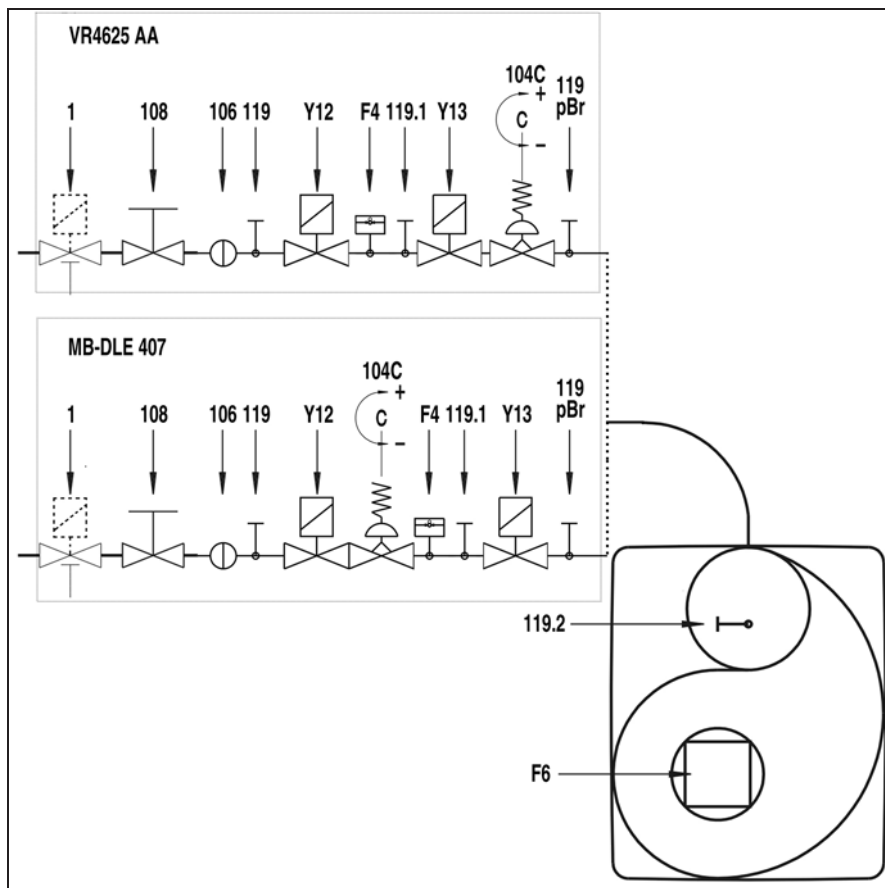 VR4625 AA
104C
+
C
-
119
pBr
1 108 106 119 Y12 F4 119.1 Y13
MB-DLE 407
104C
+
C
-
1 108 106 119 Y12 F4 119.1 Y13 119
pBr
119.2
F6